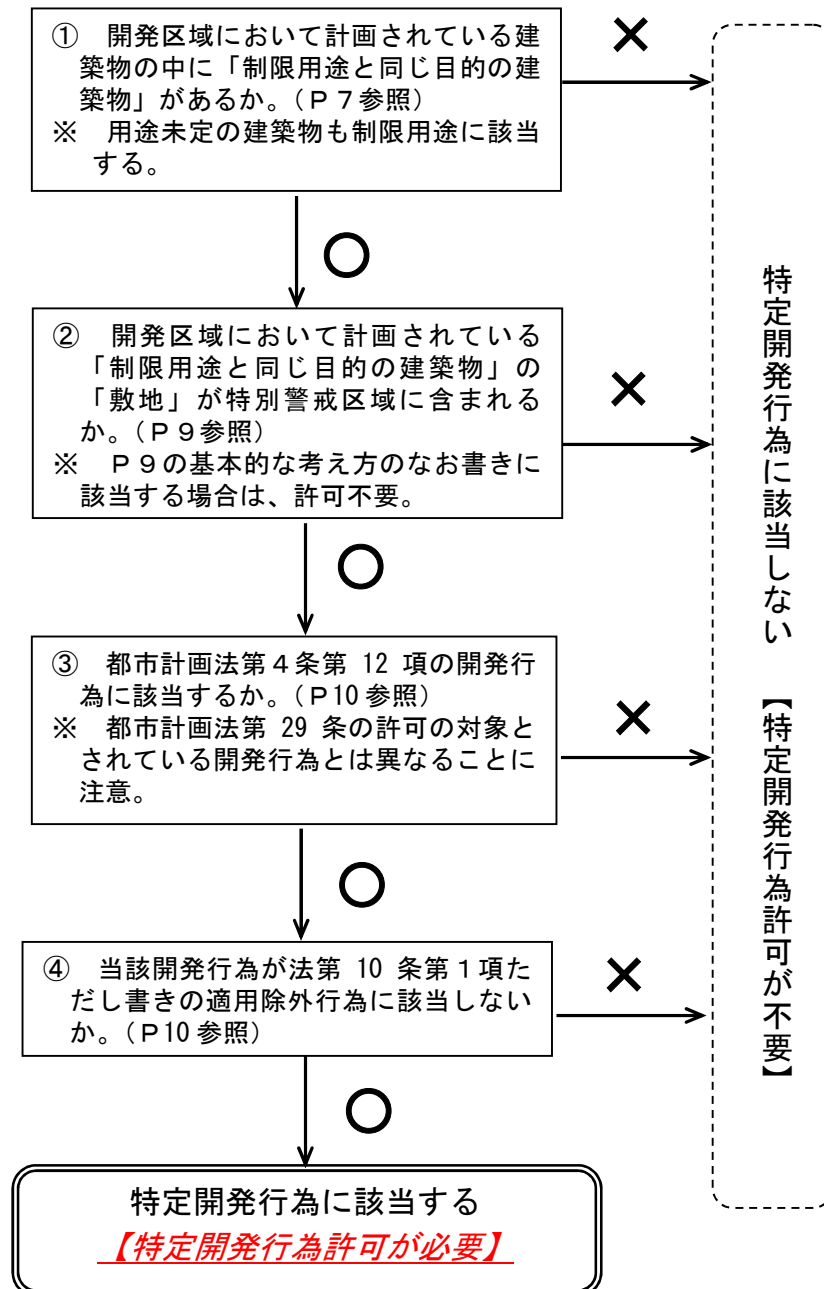 ① 開発区域において計画されている建
築物の中に「制限用途と同じ目的の建
築物」があるか。(P7参照)
※ 用途未定の建築物も制限用途に該当
する。
×
○
② 開発区域において計画されている
「制限用途と同じ目的の建築物」の
「敷地」が特別警戒区域に含まれる
か。(P9参照)
※ P9の基本的な考え方のなお書きに
該当する場合は、許可不要。
×
○
③ 都市計画法第4条第 12 項の開発行
為に該当するか。(P10 参照)
※ 都市計画法第 29 条の許可の対象と
されている開発行為とは異なることに
注意。
×
○
④ 当該開発行為が法第 10 条第1項た
だし書きの適用除外行為に該当しない
か。(P10 参照)
×
○
特定開発行為に該当する
【特定開発行為許可が必要】
特定開発行為に該当しない 【特定開発行為許可が不要】